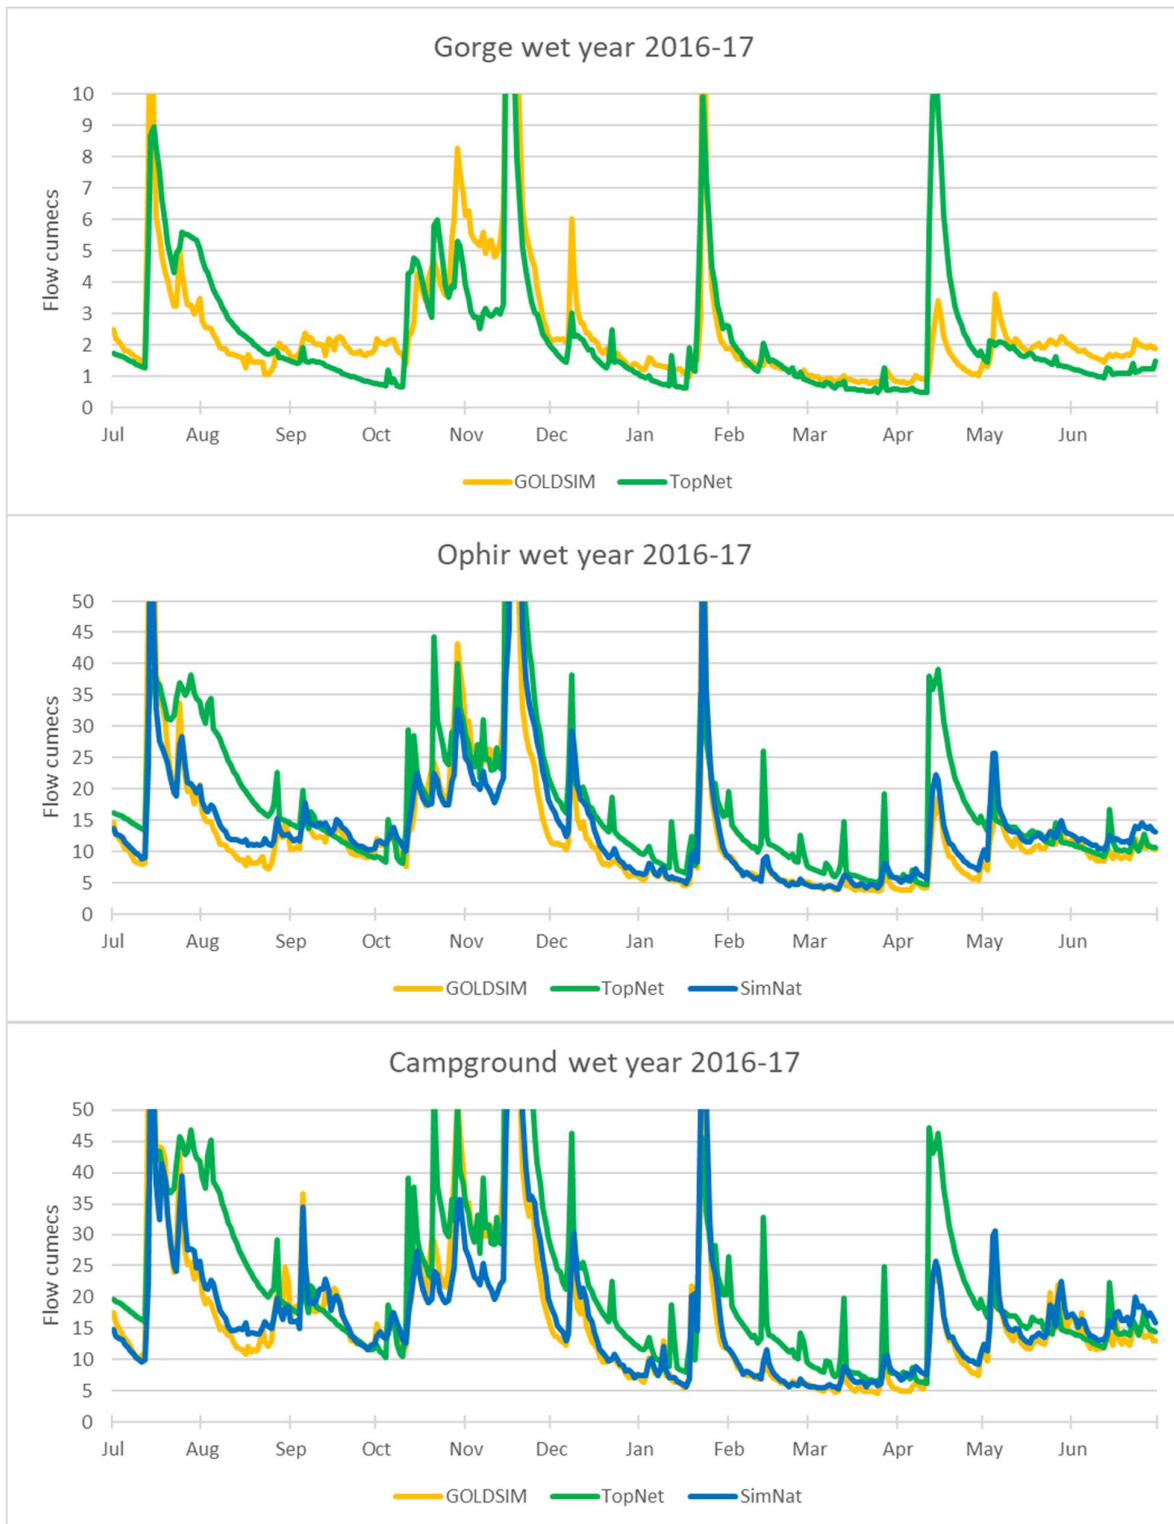 Gorge wet year 2016-17
10
9
8
7
6
5
4
3
2
1
0
Flow cumecs
Jul Aug Sep Oct Nov Dec Jan Feb Mar Apr May Jun
GOLDSIM TopNet
Ophir wet year 2016-17
50
45
40
35
30
25
20
15
10
5
0
Flow cumecs
Jul Aug Sep Oct Nov Dec Jan Feb Mar Apr May Jun
GOLDSIM TopNet SimNat
Campground wet year 2016-17
50
45
40
35
30
25
20
15
10
5
0
Flow cumecs
Jul Aug Sep Oct Nov Dec Jan Feb Mar Apr May Jun
GOLDSIM TopNet SimNat